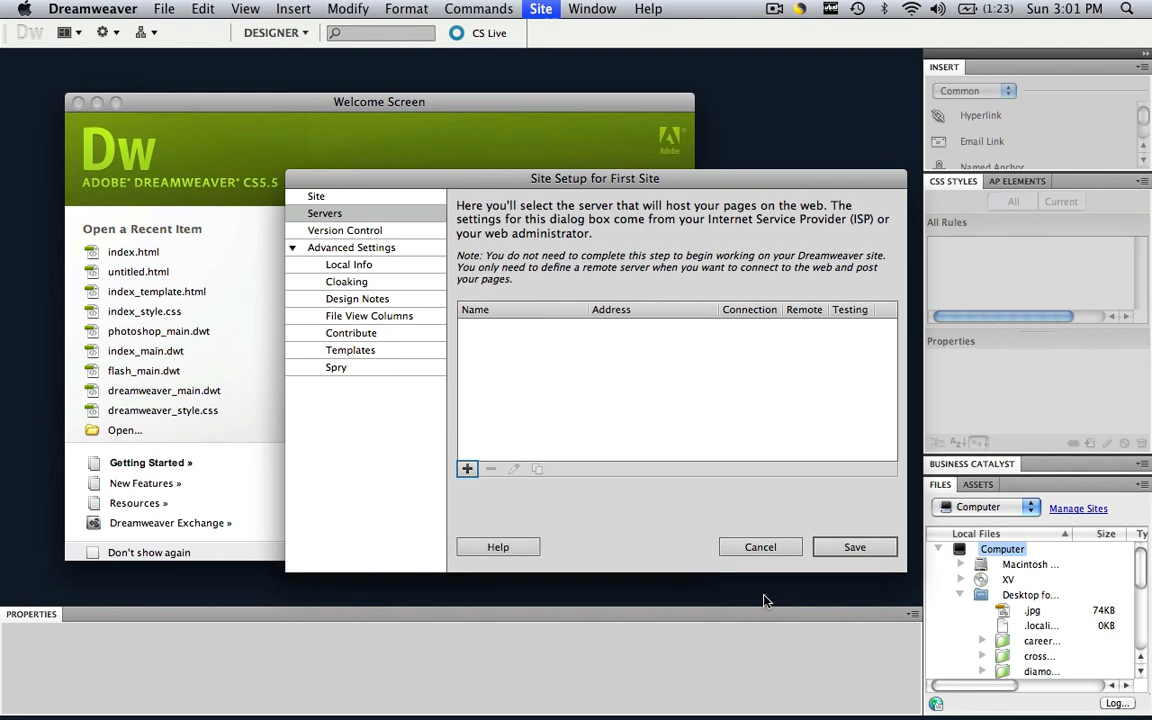 Dreamweaver File Edit View Insert Modify Format Commands Site Window Help (1:23) Sun 3:01 PM
Dw DESIGNER CS Live
Welcome Screen
Dw
ADOBE® DREAMWEAVER® CS5.5
Adobe
Open a Recent Item
index.html
untitled.html
index_template.html
index_style.css
photoshop_main.dwt
index_main.dwt
flash_main.dwt
dreamweaver_main.dwt
dreamweaver_style.css
Open...
Getting Started »
New Features »
Resources »
Dreamweaver Exchange »
Don't show again
Site Setup for First Site
Site
Servers
Version Control
Advanced Settings
Local Info
Cloaking
Design Notes
File View Columns
Contribute
Templates
Spry
Here you'll select the server that will host your pages on the web. The
settings for this dialog box come from your Internet Service Provider (ISP) or
your web administrator.
Note: You do not need to complete this step to begin working on your Dreamweaver site.
You only need to define a remote server when you want to connect to the web and post
your pages.
Name Address Connection Remote Testing
Help Cancel Save
INSERT
Common
Hyperlink
Email Link
Named Anchor
CSS STYLES AP ELEMENTS
All Current
All Rules
Properties
BUSINESS CATALYST
FILES ASSETS
Computer Manage Sites
Local Files Size Ty
Computer
Macintosh ...
XV
Desktop fo...
.jpg 74KB
.locali... 0KB
career...
cross...
diamo...
Log...
PROPERTIES